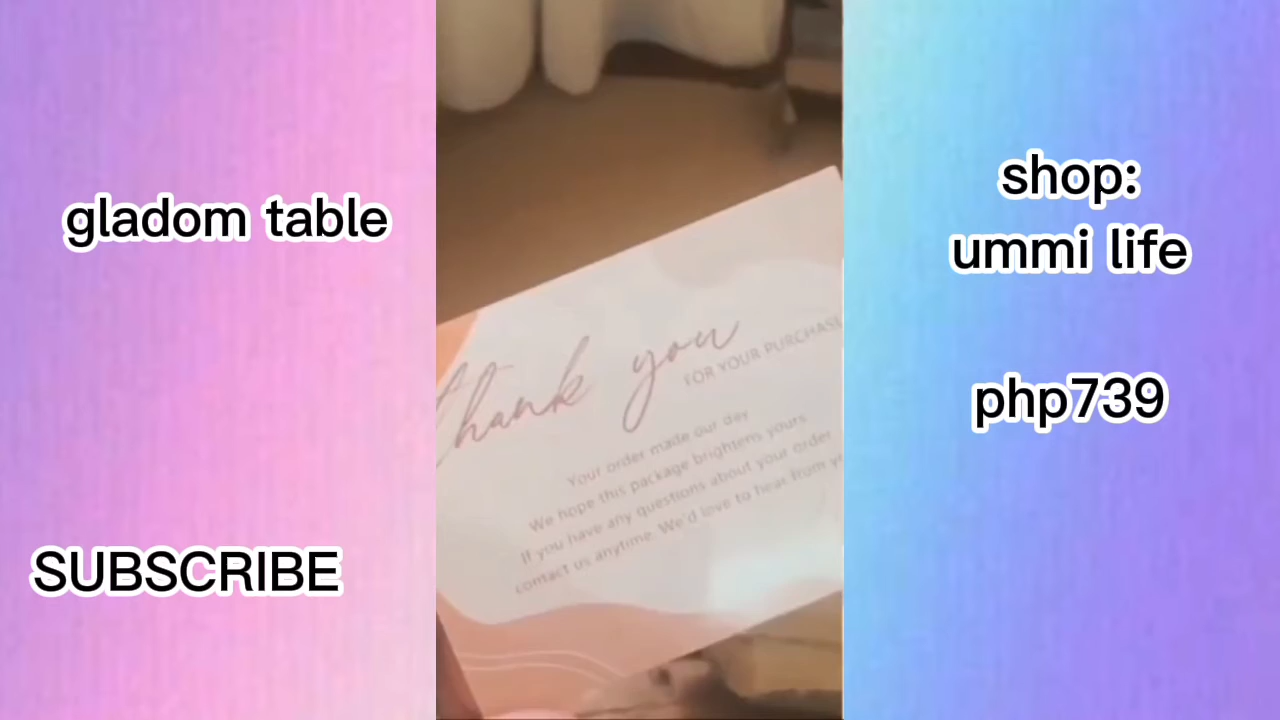 gladom table
SUBSCRIBE
thank you
FOR YOUR PURCHASE
Your order made our day
We hope this package brightens yours
If you have any questions about your order
contact us anytime. We'd love to hear from
shop:
ummi life
php739